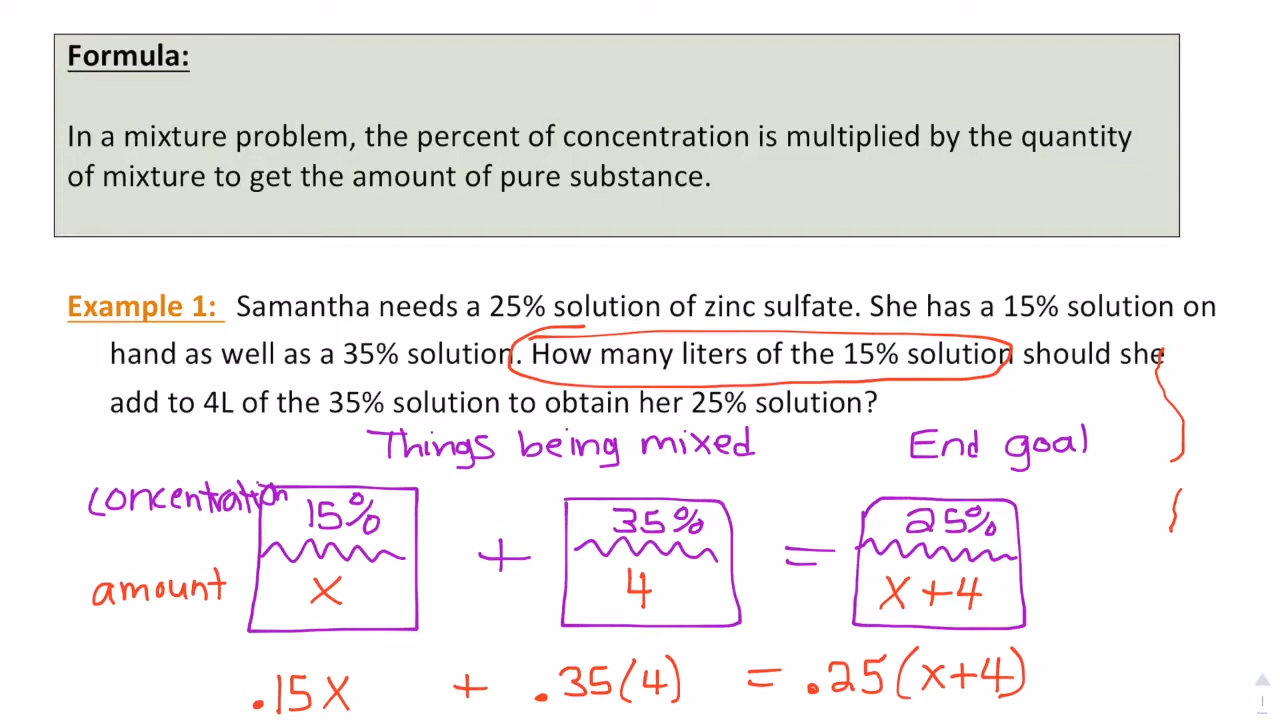 Formula:
In a mixture problem, the percent of concentration is multiplied by the quantity
of mixture to get the amount of pure substance.
Example 1: Samantha needs a 25% solution of zinc sulfate. She has a 15% solution on
hand as well as a 35% solution. How many liters of the 15% solution should she
add to 4L of the 35% solution to obtain her 25% solution?
Things being mixed End goal
concentration 15% 35% 25%
+ =
amount x 4 x+4
.15x + .35(4) = .25(x+4)